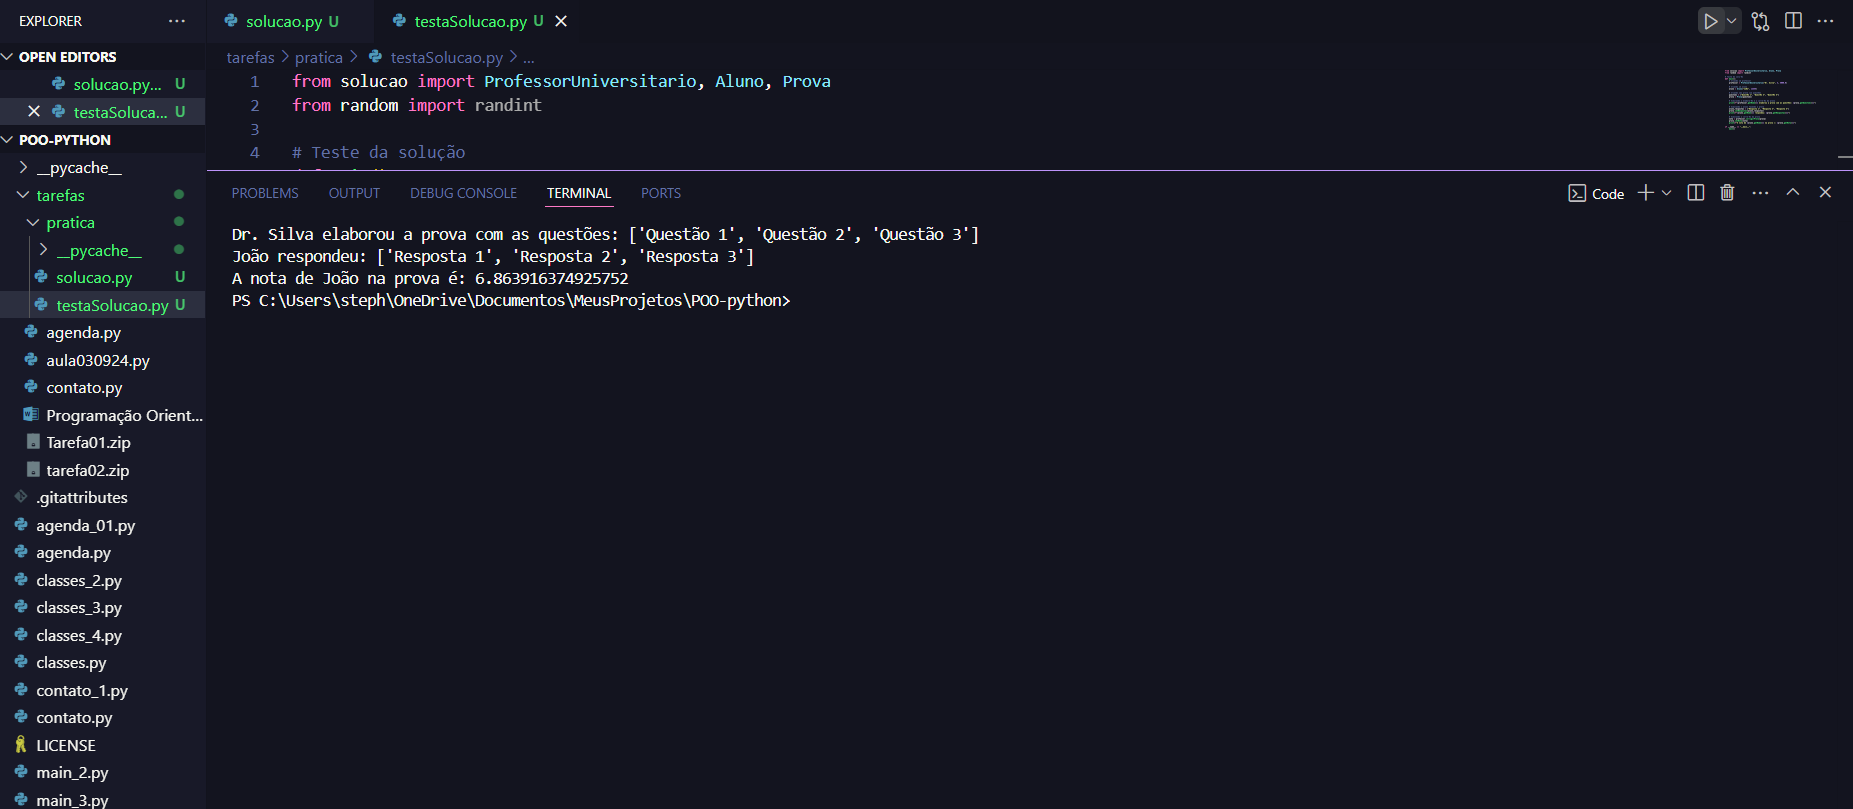 EXPLORER
OPEN EDITORS
solucao.py... U
testaSoluca... U
POO-PYTHON
__pycache__
tarefas
pratica
__pycache__
solucao.py U
testaSolucao.py U
agenda.py
aula030924.py
contato.py
Programação Orient...
Tarefa01.zip
tarefa02.zip
.gitattributes
agenda_01.py
agenda.py
classes_2.py
classes_3.py
classes_4.py
classes.py
contato_1.py
contato.py
LICENSE
main_2.py
main_3.py
solucao.py U
testaSolucao.py U
tarefas > pratica > testaSolucao.py > ...
1 from solucao import ProfessorUniversitario, Aluno, Prova
2 from random import randint
3
4 # Teste da solução
PROBLEMS OUTPUT DEBUG CONSOLE TERMINAL PORTS
Code
Dr. Silva elaborou a prova com as questões: ['Questão 1', 'Questão 2', 'Questão 3']
João respondeu: ['Resposta 1', 'Resposta 2', 'Resposta 3']
A nota de João na prova é: 6.863916374925752
PS C:\Users\steph\OneDrive\Documentos\MeusProjetos\POO-python>